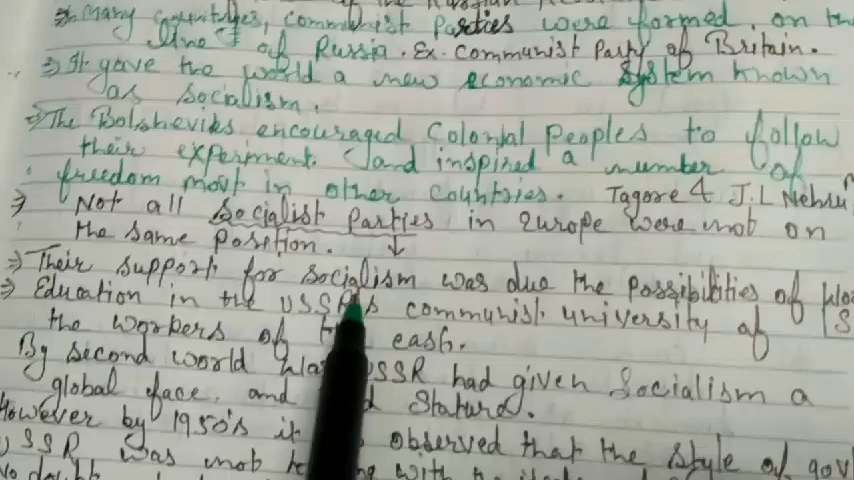 Many countries, communist Parties were formed on the
line of Russia. Ex. Communist Party of Britain.
⇒ It gave the world a new economic system known
as Socialism.
⇒ The Bolsheviks encouraged Colonial Peoples to follow
their experiment and inspired a number of
freedom movt in other countries. Tagore & J.L Nehru
⇒ Not all Socialist Parties in Europe were not on
the same Position.
⇒ Their support for socialism was due the Possibilities of
⇒ Eduation in the USSR's communist university of
the workers of east.
By second world USSR had given Socialism a
global face, and Stature.
However by 1950's it observed that the style of
USSR was not with